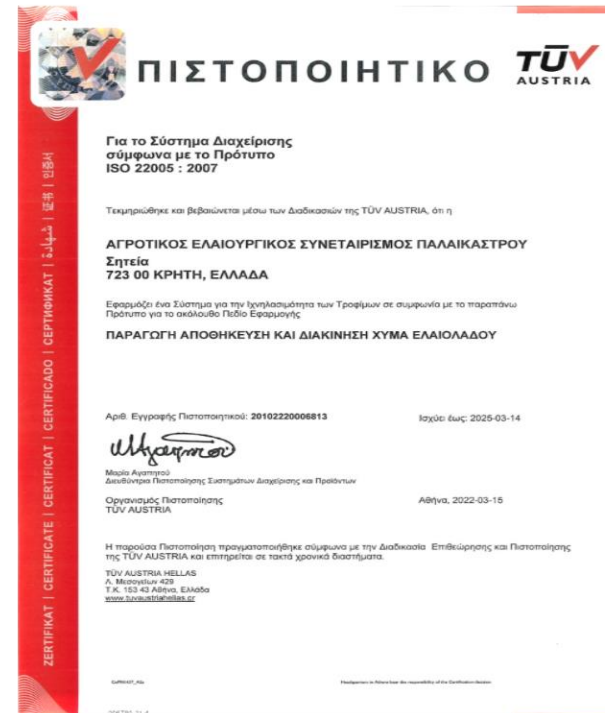 ΠΙΣΤΟΠΟΙΗΤΙΚΟ
TÜV
AUSTRIA
Για το Σύστημα Διαχείρισης
σύμφωνα με το Πρότυπο
ISO 22005 : 2007
Τεκμηριώθηκε και βεβαιώνεται μέσω των Διαδικασιών της TÜV AUSTRIA, ότι η
ΑΓΡΟΤΙΚΟΣ ΕΛΑΙΟΥΡΓΙΚΟΣ ΣΥΝΕΤΑΙΡΙΣΜΟΣ ΠΑΛΑΙΚΑΣΤΡΟΥ
Σητεία
723 00 ΚΡΗΤΗ, ΕΛΛΑΔΑ
Εφαρμόζει ένα Σύστημα για την Ιχνηλασιμότητα των Τροφίμων σε συμφωνία με το παραπάνω
Πρότυπο για το ακόλουθο Πεδίο Εφαρμογής
ΠΑΡΑΓΩΓΗ ΑΠΟΘΗΚΕΥΣΗ ΚΑΙ ΔΙΑΚΙΝΗΣΗ ΧΥΜΑ ΕΛΑΙΟΛΑΔΟΥ
Αριθ. Εγγραφής Πιστοποιητικού: 20102220006813
Ισχύει έως: 2025-03-14
Μαρία Αγαπητού
Διευθύντρια Πιστοποίησης Συστημάτων Διαχείρισης και Προϊόντων
Οργανισμός Πιστοποίησης
TÜV AUSTRIA
Αθήνα, 2022-03-15
Η παρούσα Πιστοποίηση πραγματοποιήθηκε σύμφωνα με την Διαδικασία Επιθεώρησης και Πιστοποίησης
της TÜV AUSTRIA και επιτηρείται σε τακτά χρονικά διαστήματα.
TÜV AUSTRIA HELLAS
Λ. Μεσογείων 429
Τ.Κ. 153 43 Αθήνα, Ελλάδα
www.tuvaustriahellas.gr
ZERTIFIKAT | CERTIFICATE | CERTIFICAT | CERTIFICADO | СЕРТИФИКАТ | شهادة | 证书 | 인증서